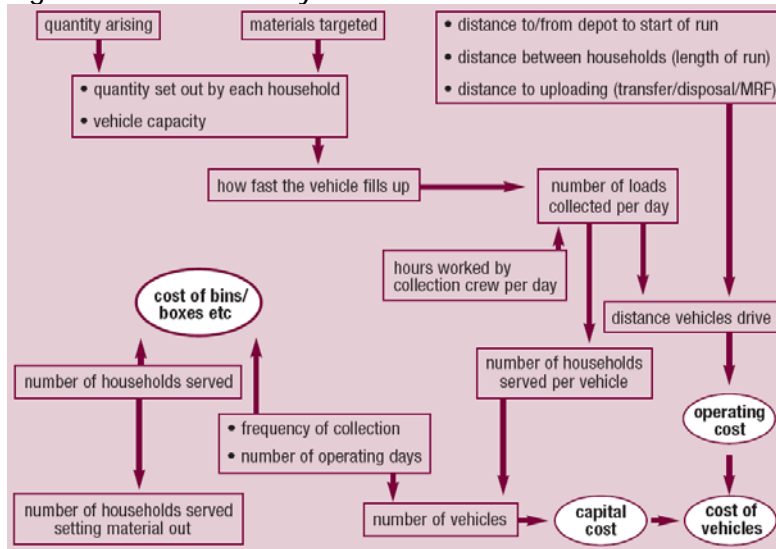 quantity arising
materials targeted
• distance to/from depot to start of run
• distance between households (length of run)
• distance to uploading (transfer/disposal/MRF)
• quantity set out by each household
• vehicle capacity
how fast the vehicle fills up
number of loads
collected per day
hours worked by
collection crew per day
cost of bins/
boxes etc
distance vehicles drive
number of households served
number of households
served per vehicle
• frequency of collection
• number of operating days
operating
cost
number of households served
setting material out
number of vehicles
capital
cost
cost of
vehicles